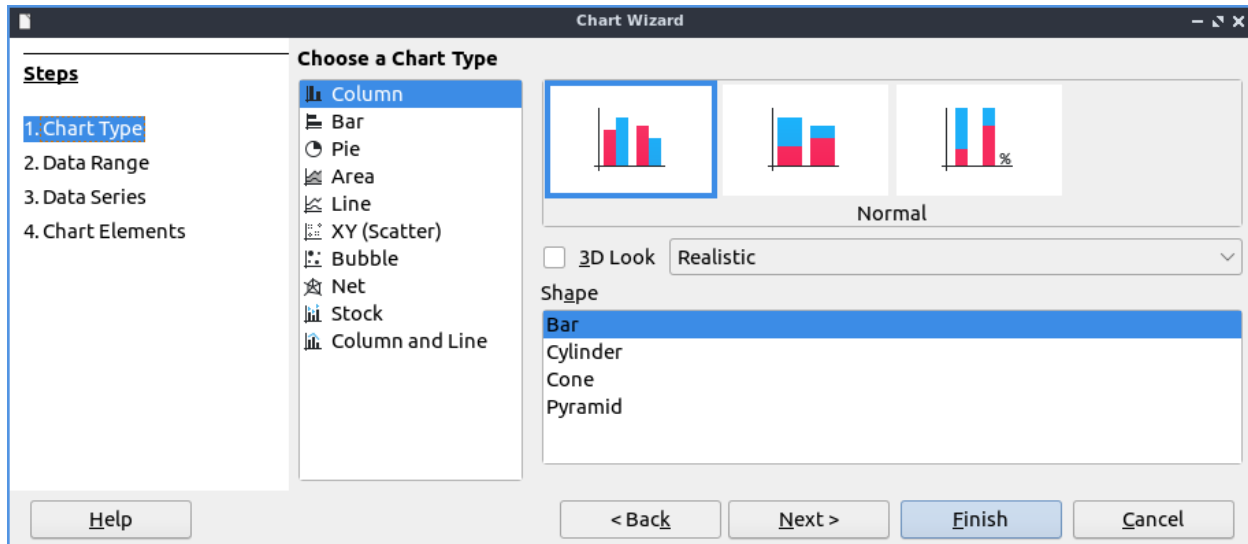 Chart Wizard
Steps
1. Chart Type
2. Data Range
3. Data Series
4. Chart Elements
Choose a Chart Type
Column
Bar
Pie
Area
Line
XY (Scatter)
Bubble
Net
Stock
Column and Line
%
Normal
3D Look
Realistic
Shape
Bar
Cylinder
Cone
Pyramid
Help
< Back
Next >
Finish
Cancel